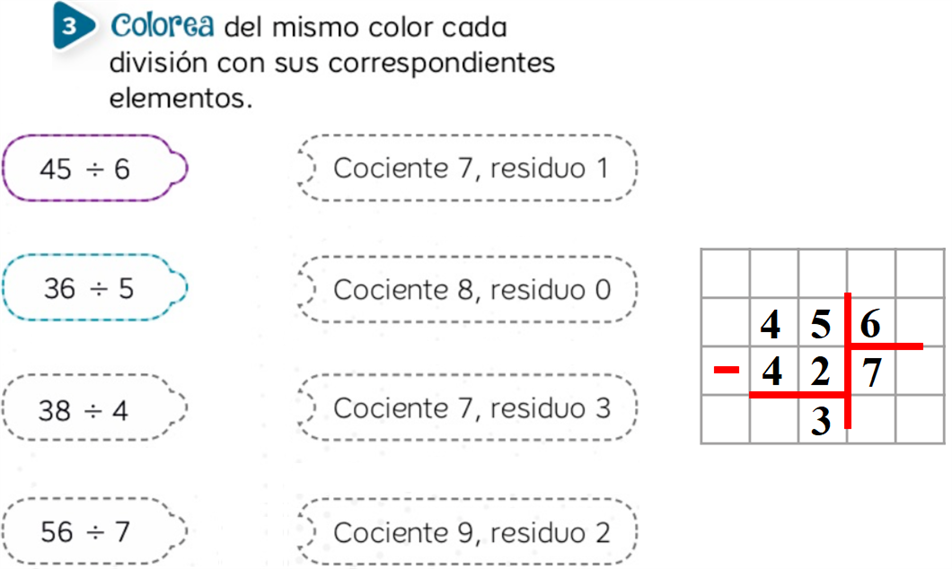 3 Colorea del mismo color cada
división con sus correspondientes
elementos.
45 ÷ 6
Cociente 7, residuo 1
36 ÷ 5
Cociente 8, residuo 0
38 ÷ 4
Cociente 7, residuo 3
56 ÷ 7
Cociente 9, residuo 2
4 5 6
- 4 2 7
3